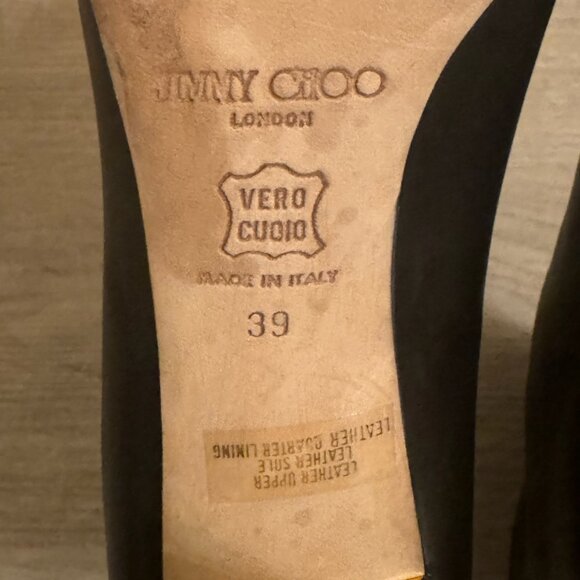 JIMMY CHOO
LONDON
VERO
CUOIO
MADE IN ITALY
39
LEATHER UPPER
LEATHER SOLE
LEATHER QUARTER LINING